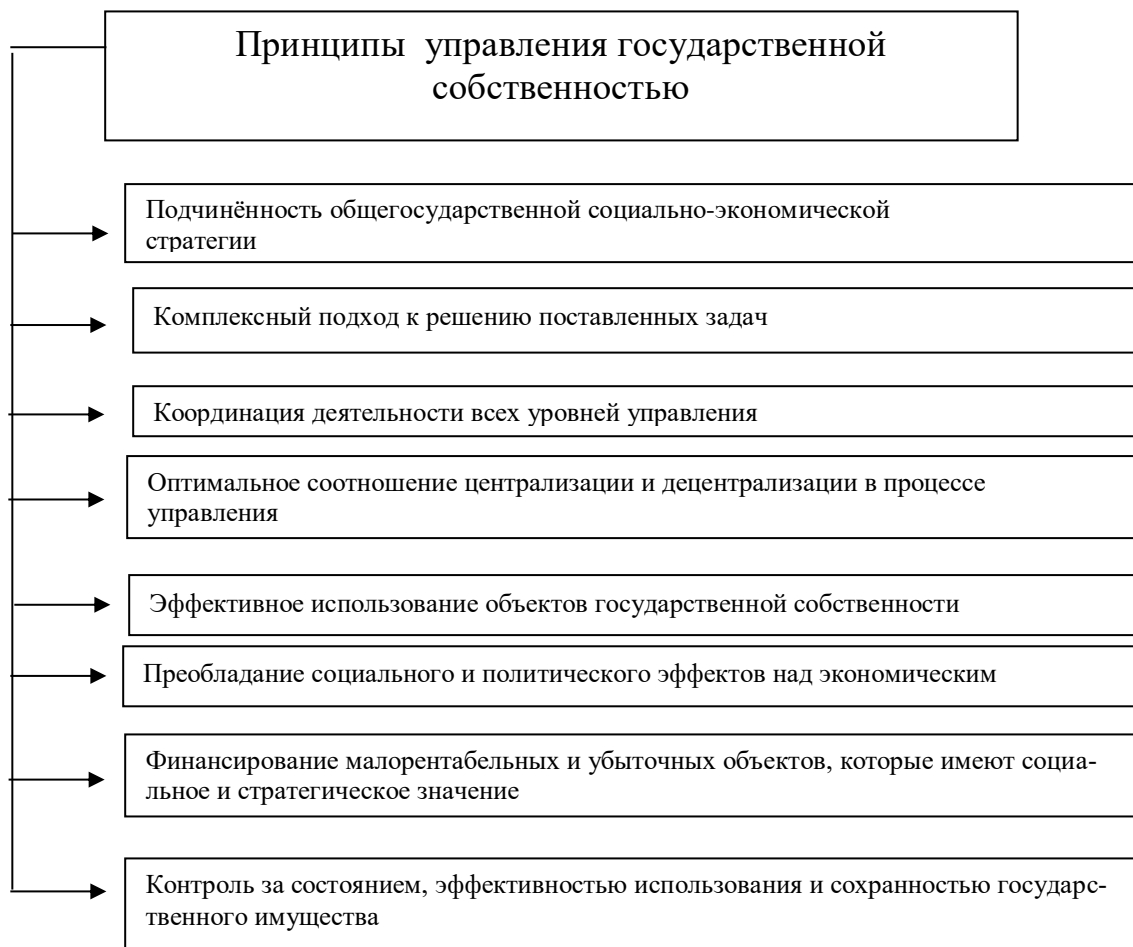 Принципы управления государственной
собственностью
Подчинённость общегосударственной социально-экономической
стратегии
Комплексный подход к решению поставленных задач
Координация деятельности всех уровней управления
Оптимальное соотношение централизации и децентрализации в процессе
управления
Эффективное использование объектов государственной собственности
Преобладание социального и политического эффектов над экономическим
Финансирование малорентабельных и убыточных объектов, которые имеют социа-
льное и стратегическое значение
Контроль за состоянием, эффективностью использования и сохранностью государс-
твенного имущества